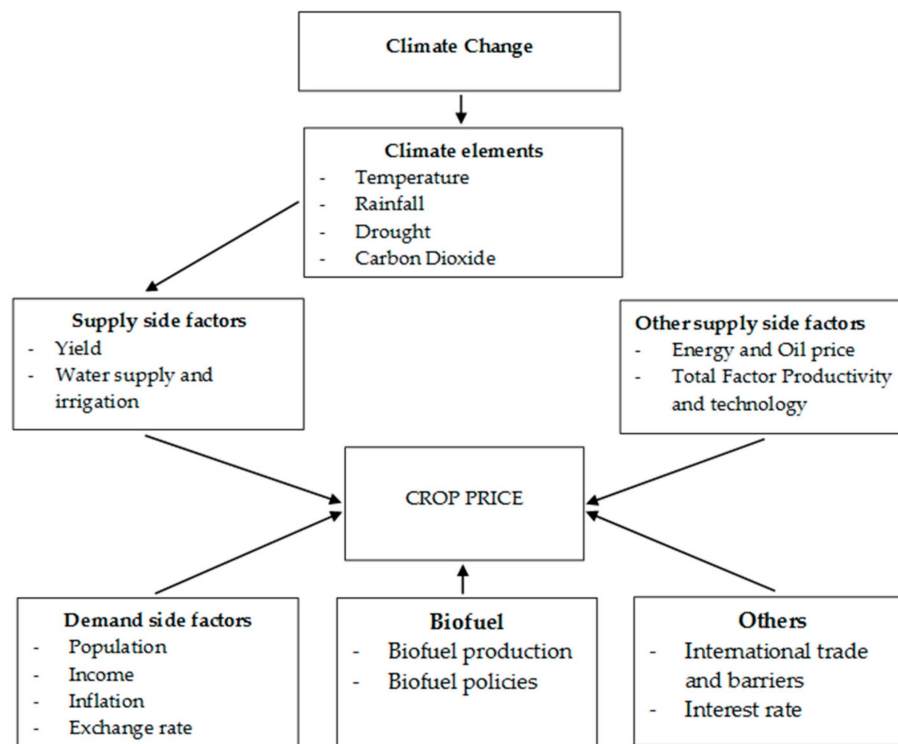 Climate Change
Climate elements
- Temperature
- Rainfall
- Drought
- Carbon Dioxide
Supply side factors
- Yield
- Water supply and
irrigation
Other supply side factors
- Energy and Oil price
- Total Factor Productivity
and technology
CROP PRICE
Demand side factors
- Population
- Income
- Inflation
- Exchange rate
Biofuel
- Biofuel production
- Biofuel policies
Others
- International trade
and barriers
- Interest rate